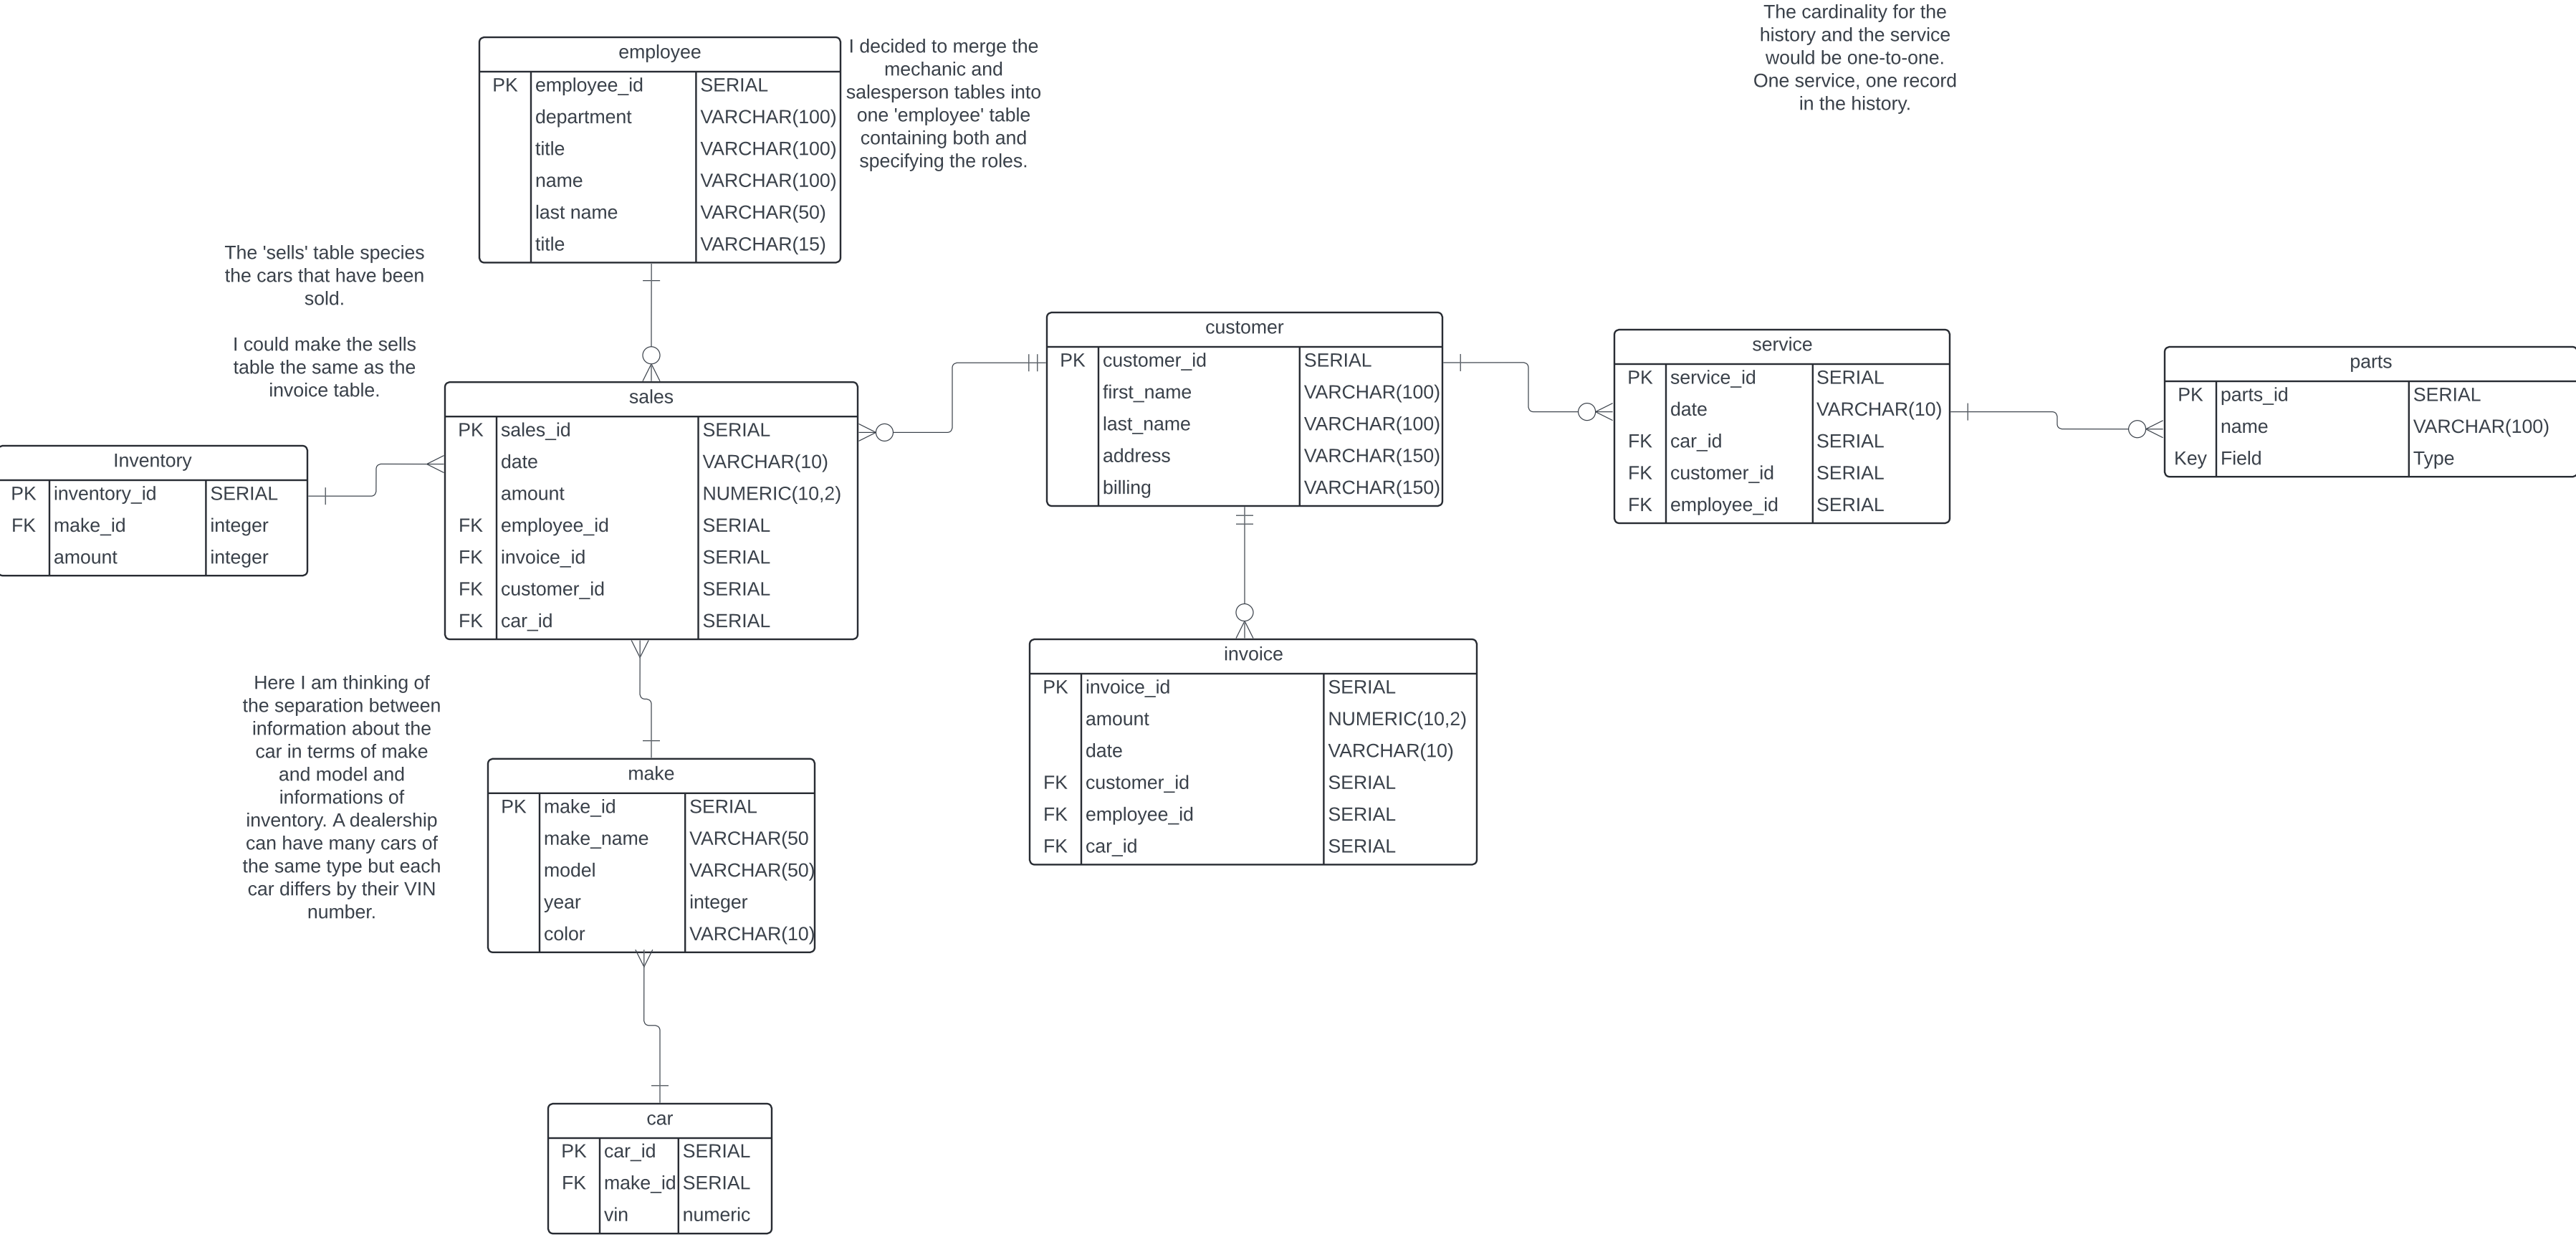 The cardinality for the
history and the service
would be one-to-one.
One service, one record
in the history.
employee
PK employee_id SERIAL
department VARCHAR(100)
title VARCHAR(100)
name VARCHAR(100)
last name VARCHAR(50)
title VARCHAR(15)
I decided to merge the
mechanic and
salesperson tables into
one 'employee' table
containing both and
specifying the roles.
The 'sells' table species
the cars that have been
sold.
I could make the sells
table the same as the
invoice table.
customer
PK customer_id SERIAL
first_name VARCHAR(100)
last_name VARCHAR(100)
address VARCHAR(150)
billing VARCHAR(150)
service
PK service_id SERIAL
date VARCHAR(10)
FK car_id SERIAL
FK customer_id SERIAL
FK employee_id SERIAL
parts
PK parts_id SERIAL
name VARCHAR(100)
Key Field Type
sales
PK sales_id SERIAL
date VARCHAR(10)
amount NUMERIC(10,2)
FK employee_id SERIAL
FK invoice_id SERIAL
FK customer_id SERIAL
FK car_id SERIAL
Inventory
PK inventory_id SERIAL
FK make_id integer
amount integer
invoice
PK invoice_id SERIAL
amount NUMERIC(10,2)
date VARCHAR(10)
FK customer_id SERIAL
FK employee_id SERIAL
FK car_id SERIAL
Here I am thinking of
the separation between
information about the
car in terms of make
and model and
informations of
inventory. A dealership
can have many cars of
the same type but each
car differs by their VIN
number.
make
PK make_id SERIAL
make_name VARCHAR(50
model VARCHAR(50)
year integer
color VARCHAR(10)
car
PK car_id SERIAL
FK make_id SERIAL
vin numeric